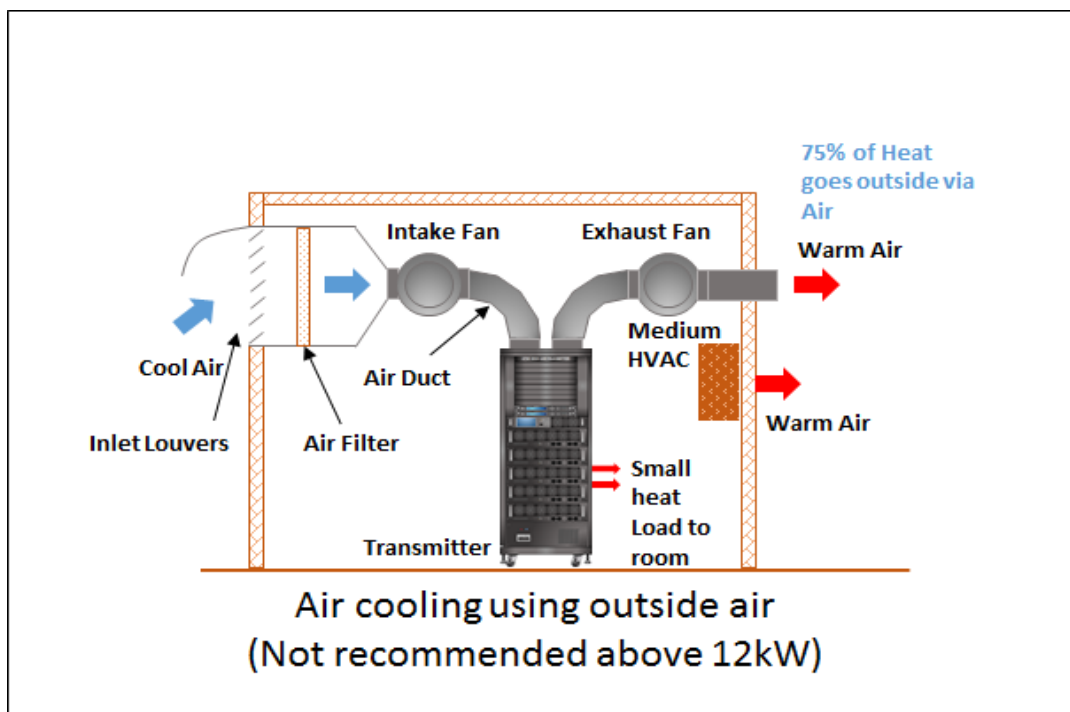 75% of Heat
goes outside via
Air
Intake Fan
Exhaust Fan
Warm Air
Cool Air
Air Duct
Medium
HVAC
Warm Air
Inlet Louvers
Air Filter
Small
heat
Load to
room
Transmitter
Air cooling using outside air
(Not recommended above 12kW)